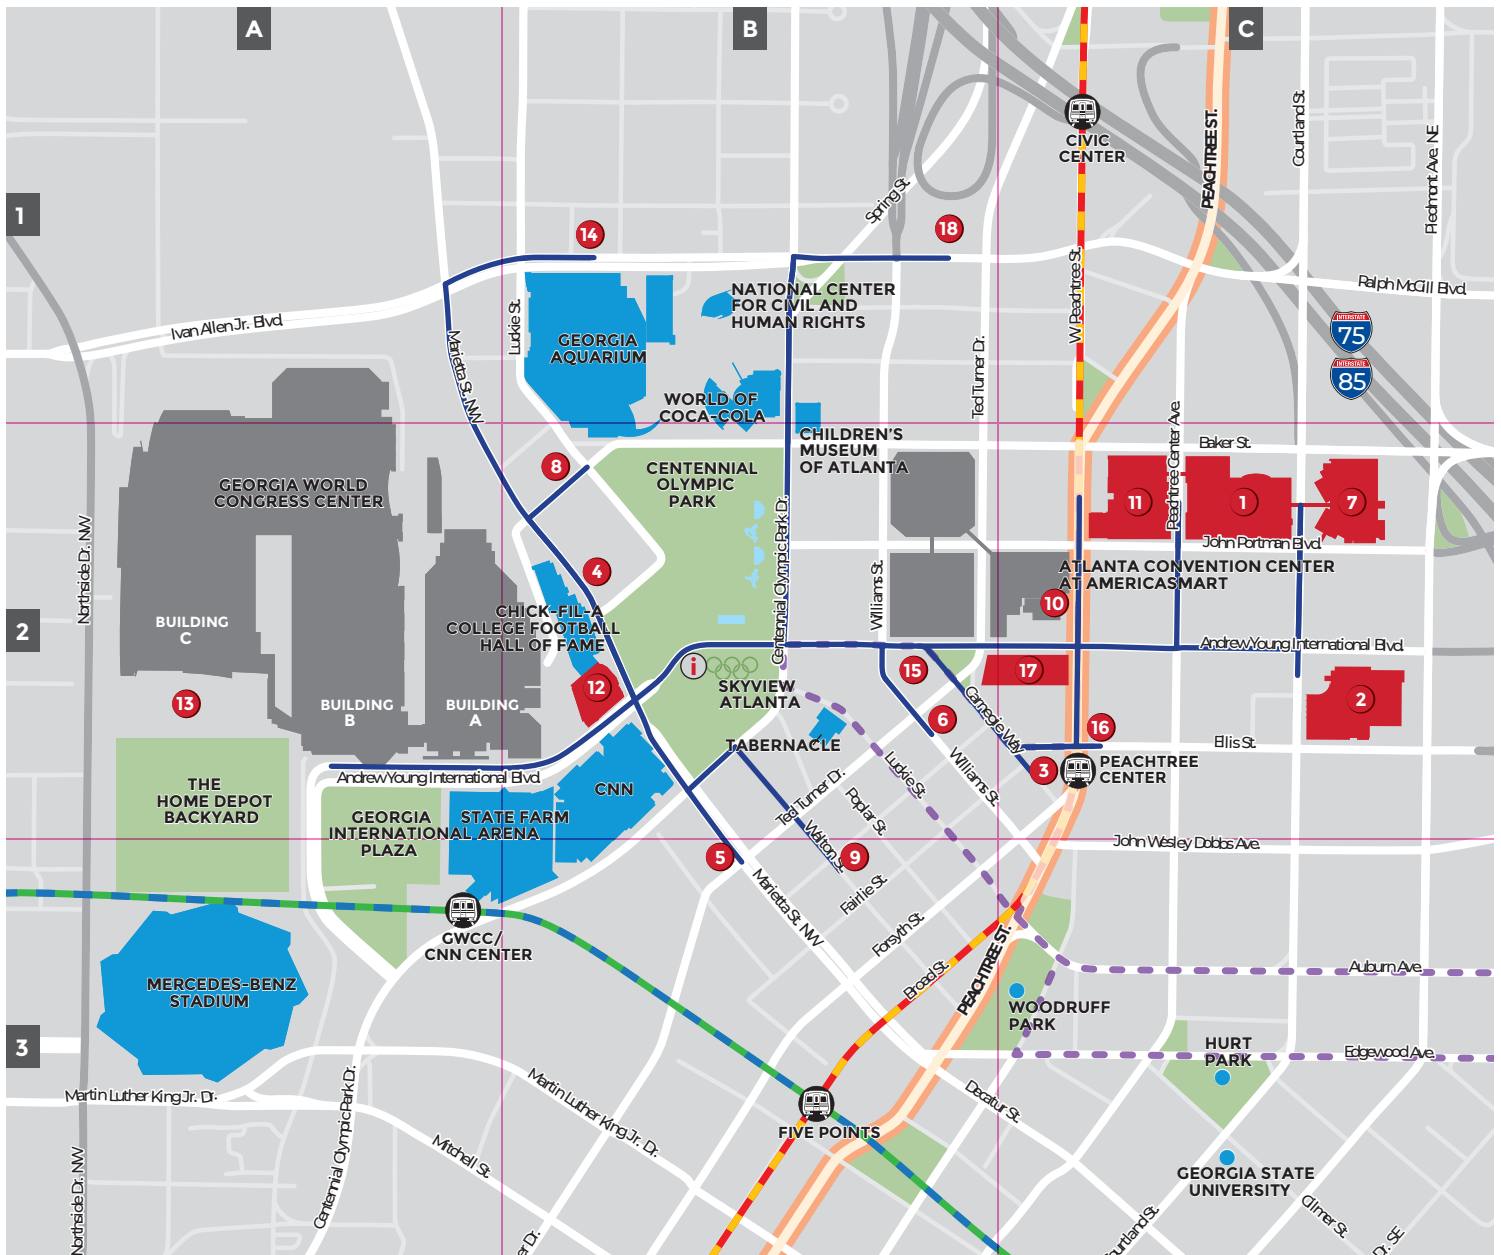 A
B
C
1
2
3
CIVIC
CENTER
PEACHTREE ST.
Courtland St.
Piedmont Ave. NE
Spring St.
14
18
NATIONAL CENTER
FOR CIVIL AND
HUMAN RIGHTS
Ralph McGill Blvd.
INTERSTATE
75
INTERSTATE
85
Ivan Allen Jr. Blvd.
Luckie St.
Marietta St. NW
GEORGIA
AQUARIUM
W. Peachtree St.
Ted Turner Dr.
WORLD OF
COCA-COLA
CHILDREN'S
MUSEUM
OF ATLANTA
Baker St.
Peachtree Center Ave.
8
CENTENNIAL
OLYMPIC
PARK
GEORGIA WORLD
CONGRESS CENTER
11
1
7
John Portman Blvd.
Northside Dr. NW
Centennial Olympic Park Dr.
Williams St.
4
ATLANTA CONVENTION CENTER
AT AMERICASMART
10
CHICK-FIL-A
COLLEGE FOOTBALL
HALL OF FAME
BUILDING
C
Andrew Young International Blvd.
i
12
15
17
2
SKYVIEW
ATLANTA
13
BUILDING
B
BUILDING
A
Carnegie Way
6
16
TABERNACLE
Ellis St.
PEACHTREE
CENTER
3
Andrew Young International Blvd.
CNN
Luckie St.
Williams St.
Ted Turner Dr.
Poplar St.
THE
HOME DEPOT
BACKYARD
GEORGIA
INTERNATIONAL
PLAZA
STATE FARM
ARENA
Walton St.
5
9
John Wesley Dobbs Ave.
Marietta St. NW
Fairlie St.
Forsyth St.
Broad St.
PEACHTREE ST.
GWCC/
CNN CENTER
Auburn Ave.
MERCEDES-BENZ
STADIUM
WOODRUFF
PARK
HURT
PARK
Edgewood Ave.
Martin Luther King Jr. Dr.
Martin Luther King Jr. Dr.
Decatur St.
FIVE POINTS
Mitchell St.
Centennial Olympic Park Dr.
Northside Dr. NW
GEORGIA STATE
UNIVERSITY
Gilmer St.
er Dr.
ourtland St.
Dr. SE